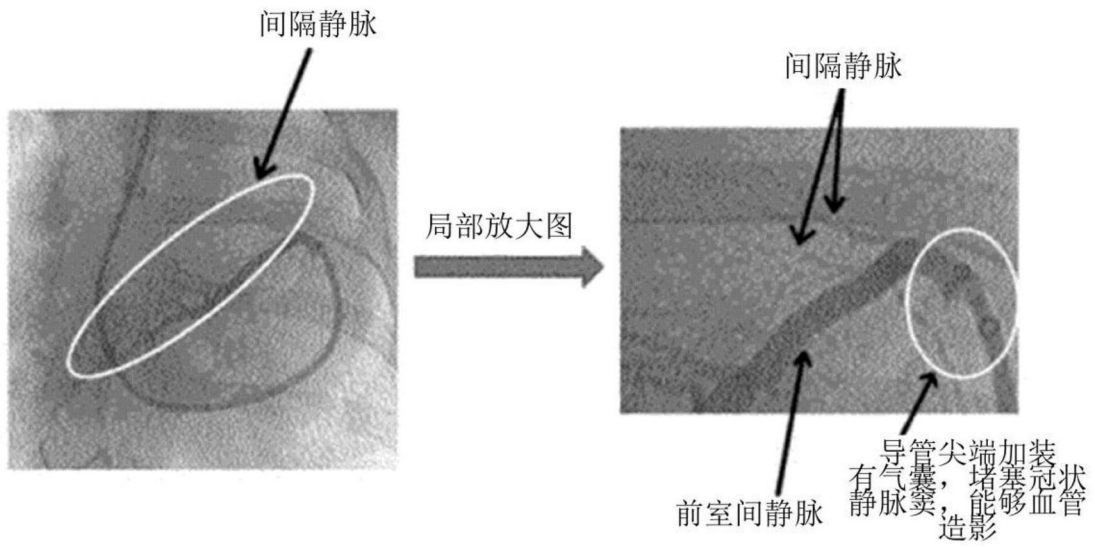 间隔静脉
间隔静脉
局部放大图
前室间静脉
导管尖端加装
有气囊，堵塞冠状
静脉窦，能够血管
造影